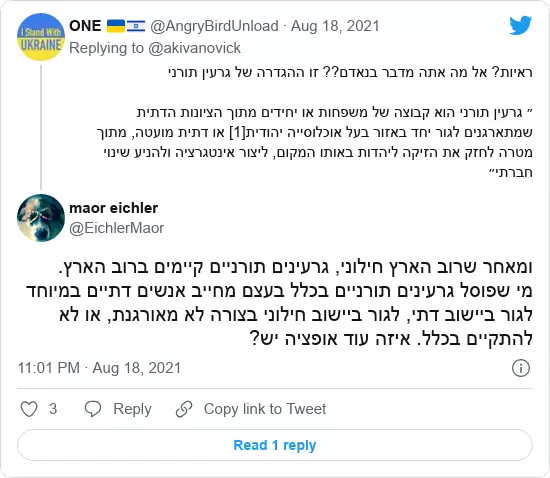 I Stand With
UKRAINE
ONE 🇺🇦🇮🇱 @AngryBirdUnload · Aug 18, 2021
Replying to @akivanovick
ראיות? אל מה אתה מדבר בנאדם?? זו ההגדרה של גרעין תורני
״ גרעין תורני הוא קבוצה של משפחות או יחידים מתוך הציונות הדתית
שמתארגנים לגור יחד באזור בעל אוכלוסייה יהודית[1] או דתית מועטה, מתוך
מטרה לחזק את הזיקה ליהדות באותו המקום, ליצור אינטגרציה ולהניע שינוי
חברתי״
maor eichler
@EichlerMaor
ומאחר שרוב הארץ חילוני, גרעינים תורניים קיימים ברוב הארץ.
מי שפוסל גרעינים תורניים בכלל בעצם מחייב אנשים דתיים במיוחד
לגור ביישוב דתי, לגור ביישוב חילוני בצורה לא מאורגנת, או לא
להתקיים בכלל. איזה עוד אופציה יש?
11:01 PM · Aug 18, 2021
3 Reply Copy link to Tweet
Read 1 reply